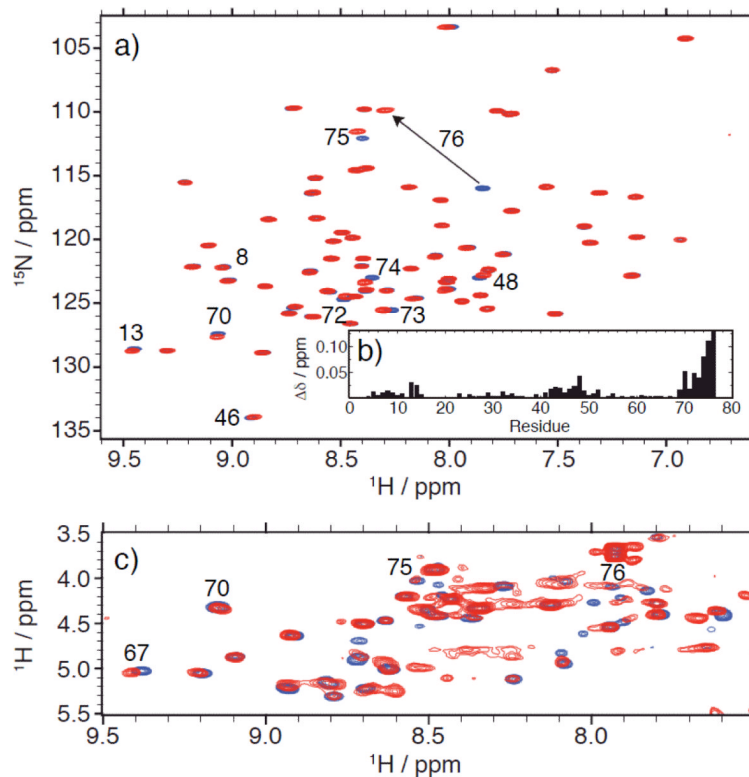 a)
105
110
115
120
125
130
135
¹⁵N / ppm
75
76
8
74
48
72
73
70
13
46
b)
0.10
0.05
Δδ / ppm
0 10 20 30 40 50 60 70 80
Residue
9.5 9.0 8.5 8.0 7.5 7.0
¹H / ppm
c)
3.5
4.0
4.5
5.0
5.5
¹H / ppm
75
76
70
67
9.5 9.0 8.5 8.0
¹H / ppm